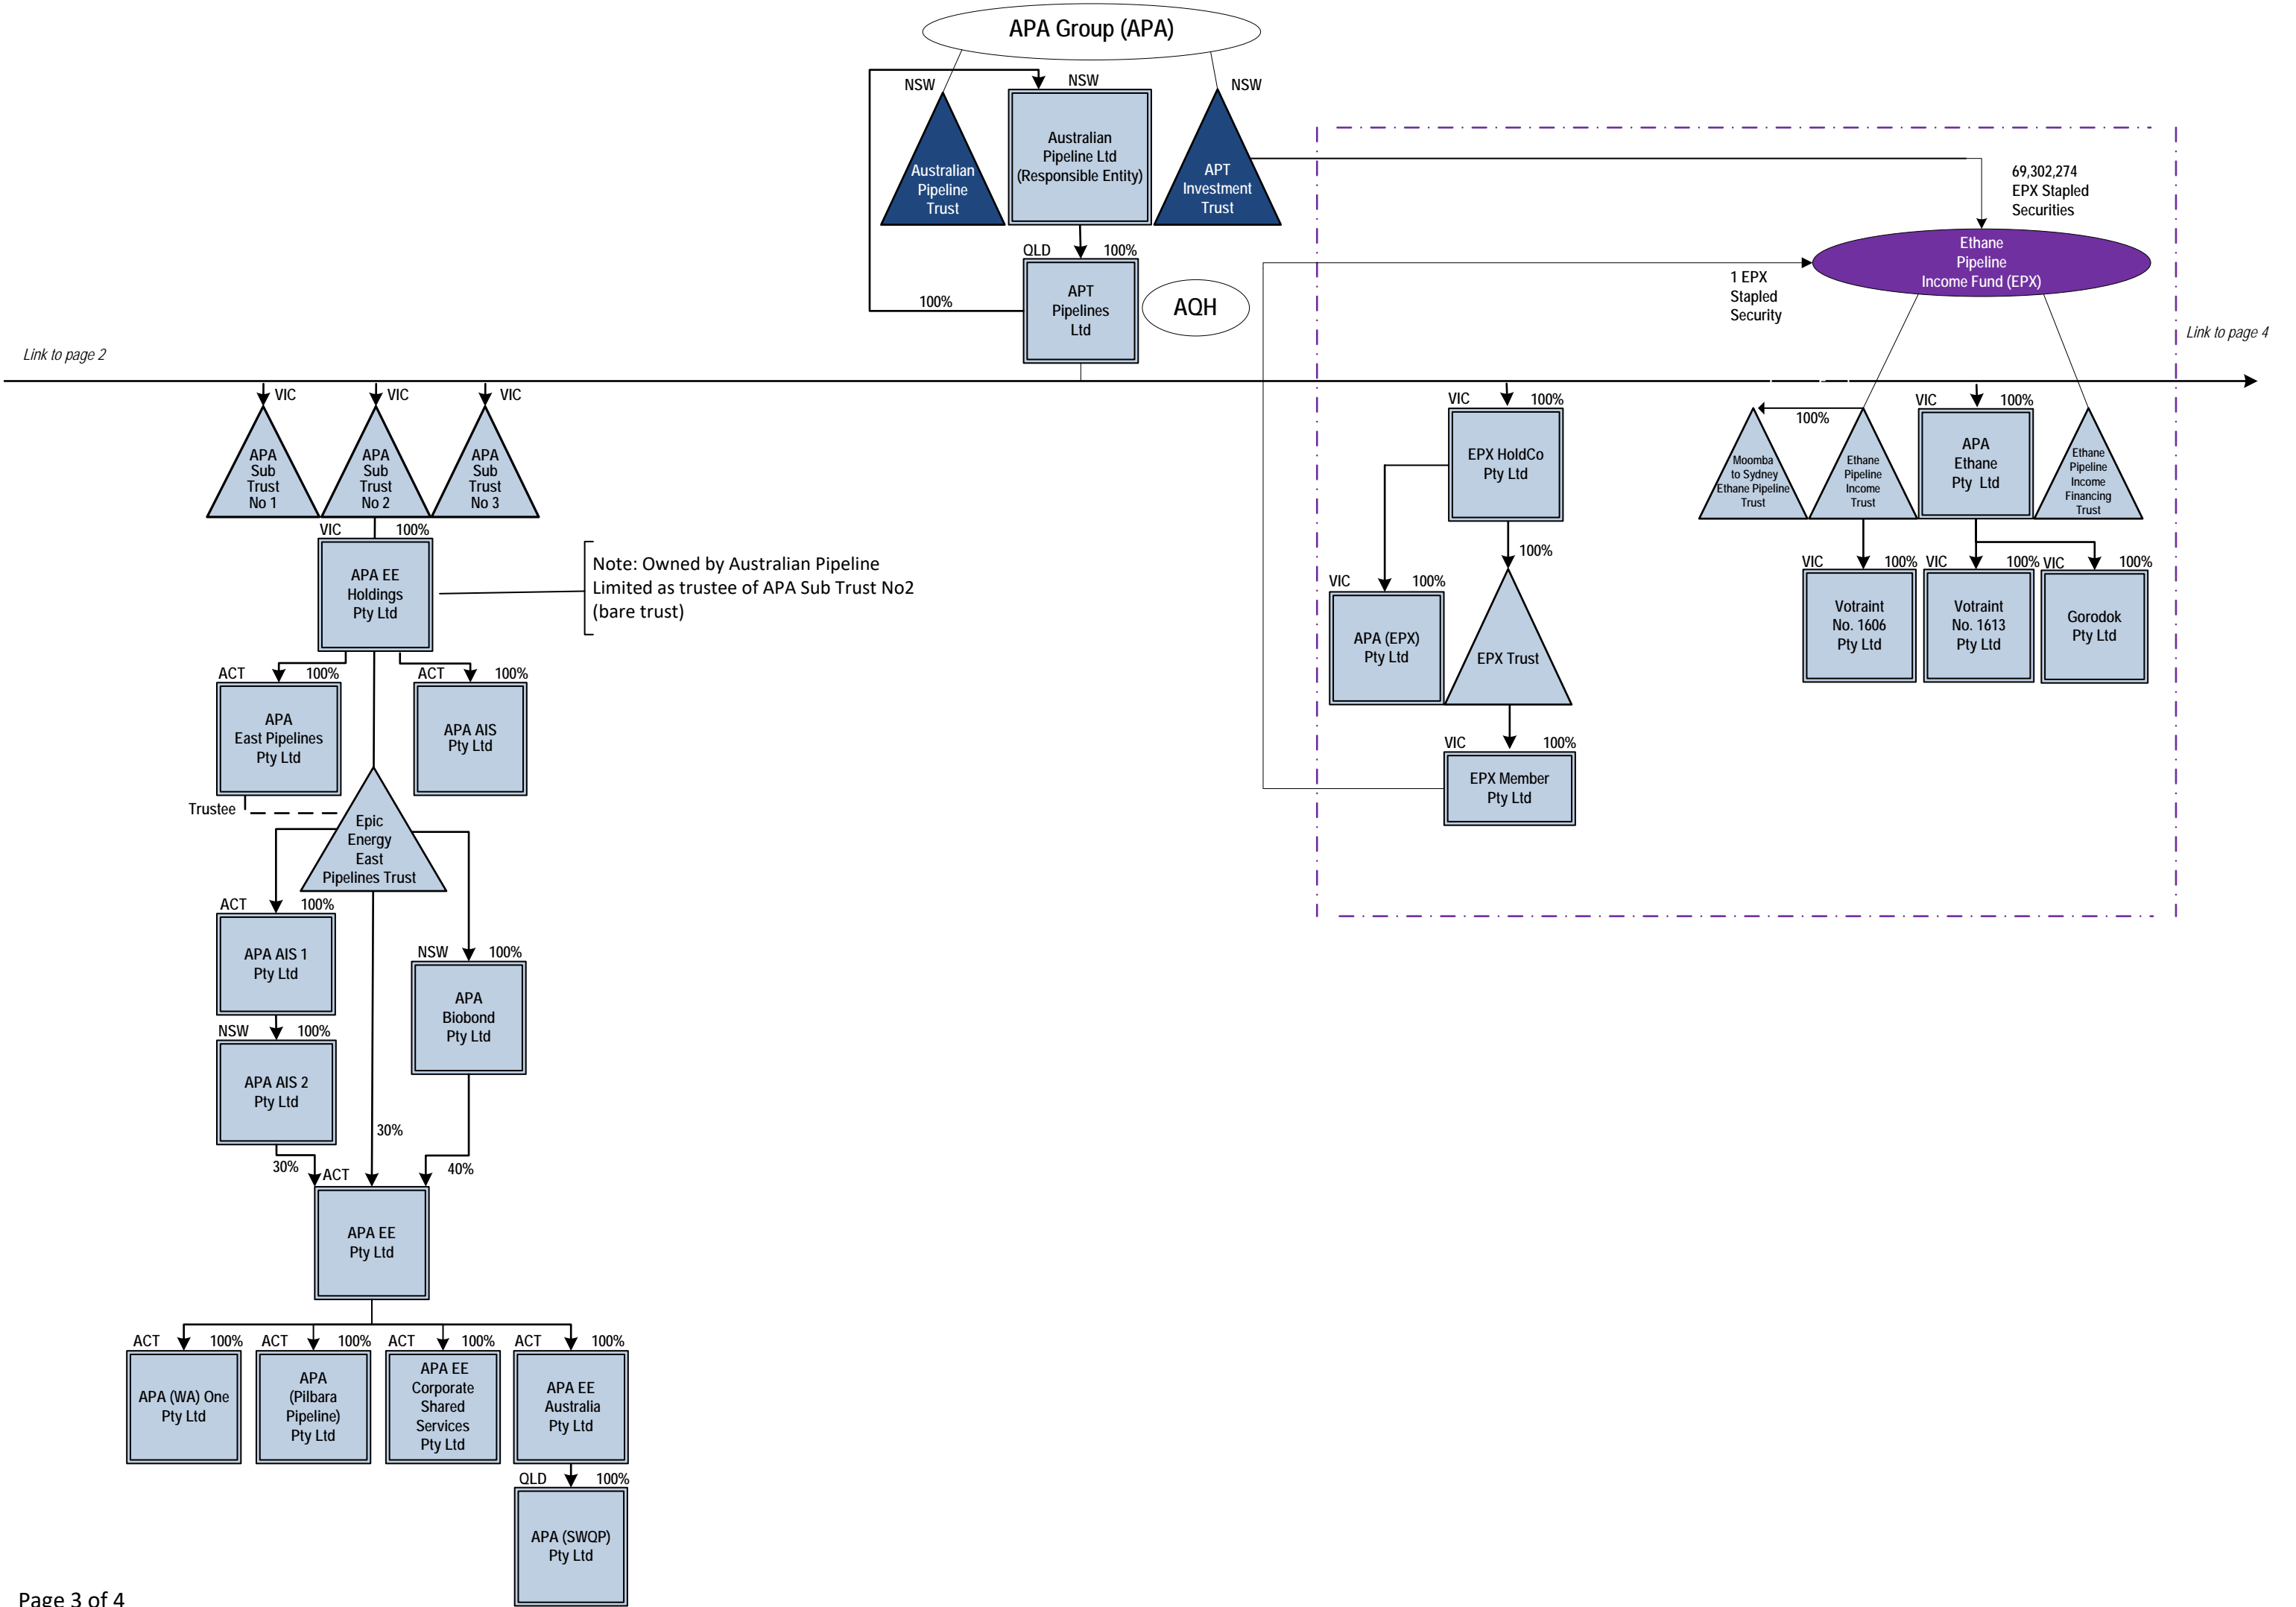 APA Group (APA)
NSW
NSW
NSW
Australian
Pipeline
Trust
Australian
Pipeline Ltd
(Responsible Entity)
APT
Investment
Trust
69,302,274
EPX Stapled
Securities
QLD 100%
APT
Pipelines
Ltd
100%
AQH
Ethane
Pipeline
Income Fund (EPX)
1 EPX
Stapled
Security
Link to page 2
Link to page 4
VIC
VIC
VIC
APA
Sub
Trust
No 1
APA
Sub
Trust
No 2
APA
Sub
Trust
No 3
VIC 100%
EPX HoldCo
Pty Ltd
100%
Moomba
to Sydney
Ethane Pipeline
Trust
Ethane
Pipeline
Income
Trust
VIC 100%
APA
Ethane
Pty Ltd
Ethane
Pipeline
Income
Financing
Trust
VIC 100%
APA EE
Holdings
Pty Ltd
Note: Owned by Australian Pipeline
Limited as trustee of APA Sub Trust No2
(bare trust)
VIC 100%
APA (EPX)
Pty Ltd
100%
EPX Trust
VIC 100%
Votraint
No. 1606
Pty Ltd
VIC 100%
Votraint
No. 1613
Pty Ltd
VIC 100%
Gorodok
Pty Ltd
ACT 100%
APA
East Pipelines
Pty Ltd
ACT 100%
APA AIS
Pty Ltd
VIC 100%
EPX Member
Pty Ltd
Trustee
Epic
Energy
East
Pipelines Trust
ACT 100%
APA AIS 1
Pty Ltd
NSW 100%
APA
Biobond
Pty Ltd
NSW 100%
APA AIS 2
Pty Ltd
30%
30%
40%
ACT
APA EE
Pty Ltd
ACT 100%
APA (WA) One
Pty Ltd
ACT 100%
APA
(Pilbara
Pipeline)
Pty Ltd
ACT 100%
APA EE
Corporate
Shared
Services
Pty Ltd
ACT 100%
APA EE
Australia
Pty Ltd
QLD 100%
APA (SWQP)
Pty Ltd
Page 3 of 4